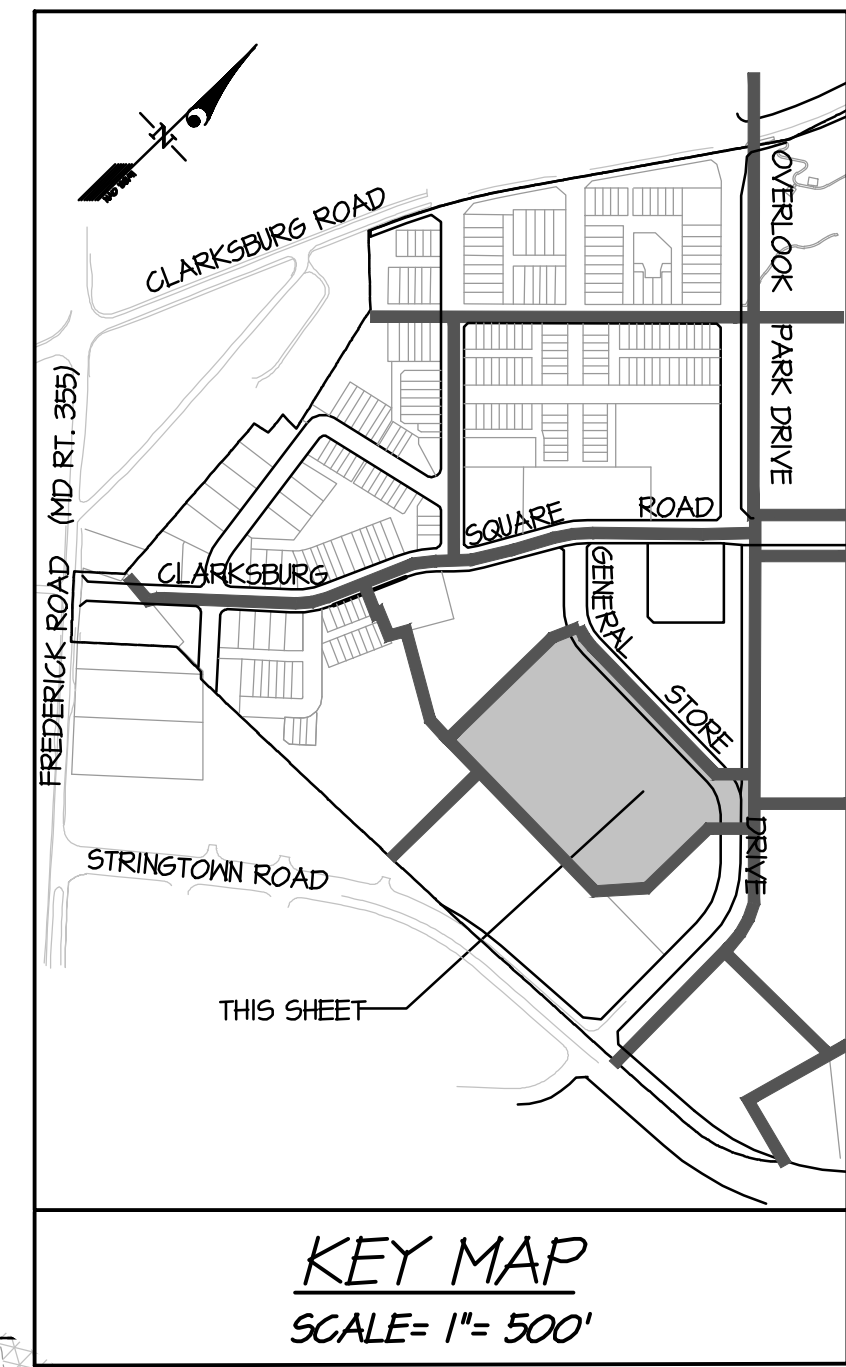 N
CLARKSBURG ROAD
OVERLOOK PARK DRIVE
FREDERICK ROAD (MD RT. 355)
SQUARE ROAD
CLARKSBURG
GENERAL
STORE
DRIVE
STRINGTOWN ROAD
THIS SHEET
KEY MAP
SCALE= 1"= 500'